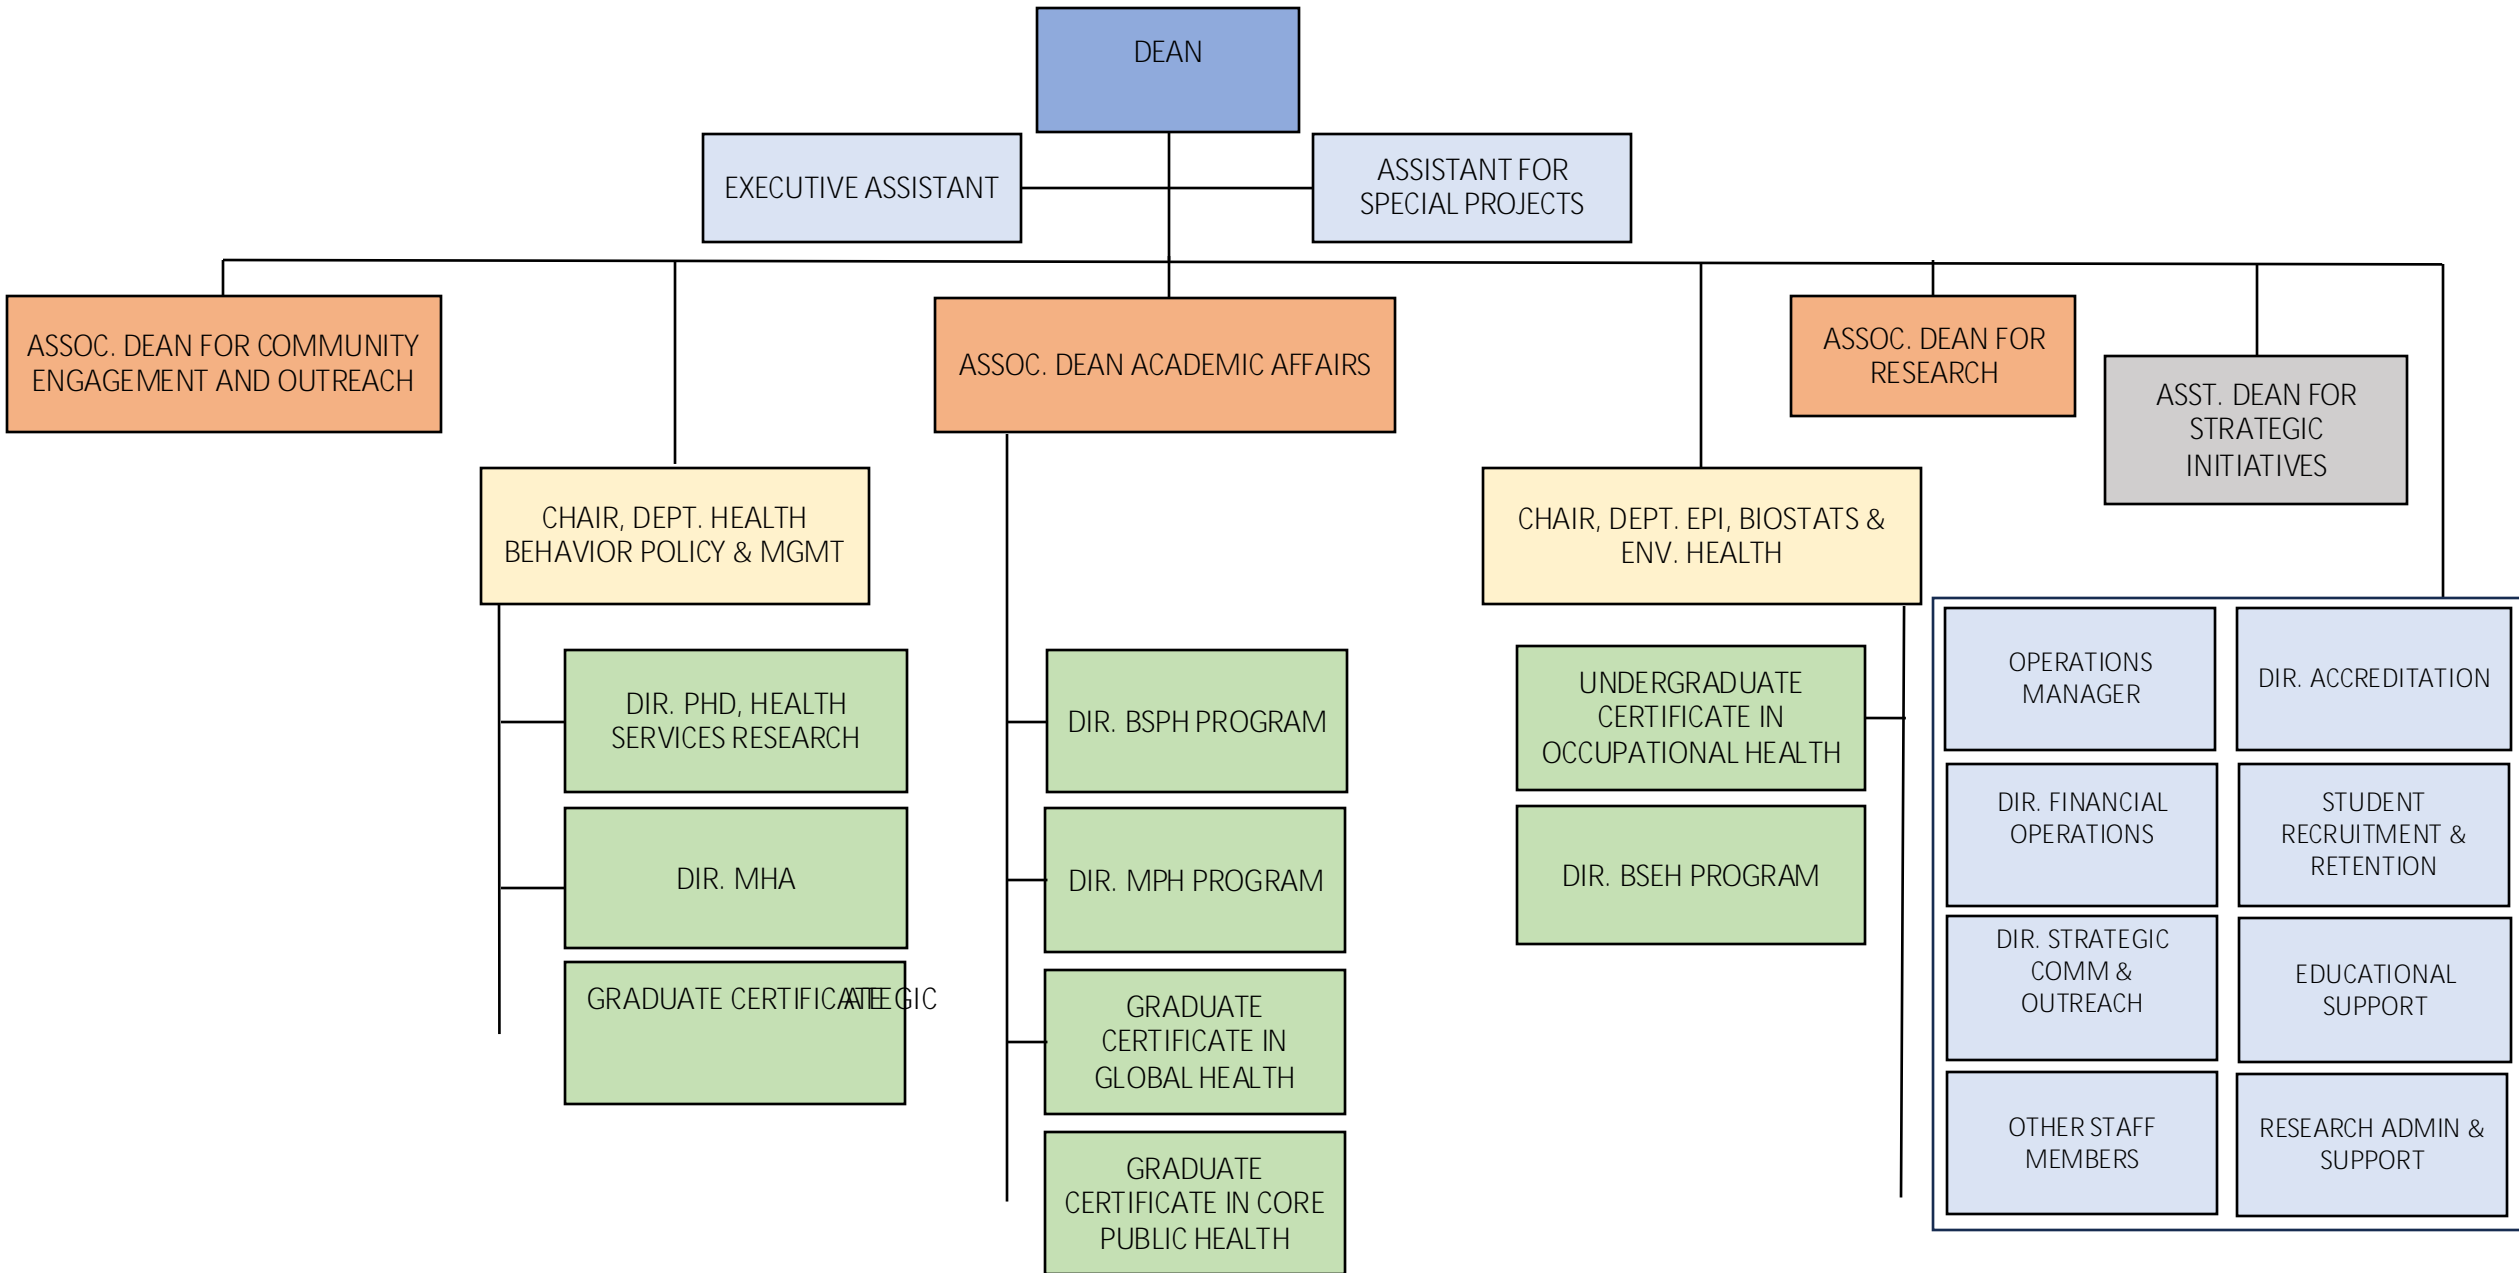 DEAN
EXECUTIVE ASSISTANT
ASSISTANT FOR
SPECIAL PROJECTS
ASSOC. DEAN FOR COMMUNITY
ENGAGEMENT AND OUTREACH
ASSOC. DEAN ACADEMIC AFFAIRS
ASSOC. DEAN FOR
RESEARCH
ASST. DEAN FOR
STRATEGIC
INITIATIVES
CHAIR, DEPT. HEALTH
BEHAVIOR POLICY & MGMT
CHAIR, DEPT. EPI, BIOSTATS &
ENV. HEALTH
DIR. PHD, HEALTH
SERVICES RESEARCH
DIR. MHA
GRADUATE CERTIFICATE
DIR. BSPH PROGRAM
DIR. MPH PROGRAM
GRADUATE
CERTIFICATE IN
GLOBAL HEALTH
GRADUATE
CERTIFICATE IN CORE
PUBLIC HEALTH
UNDERGRADUATE
CERTIFICATE IN
OCCUPATIONAL HEALTH
DIR. BSEH PROGRAM
OPERATIONS
MANAGER
DIR. ACCREDITATION
DIR. FINANCIAL
OPERATIONS
STUDENT
RECRUITMENT &
RETENTION
DIR. STRATEGIC
COMM &
OUTREACH
EDUCATIONAL
SUPPORT
OTHER STAFF
MEMBERS
RESEARCH ADMIN &
SUPPORT